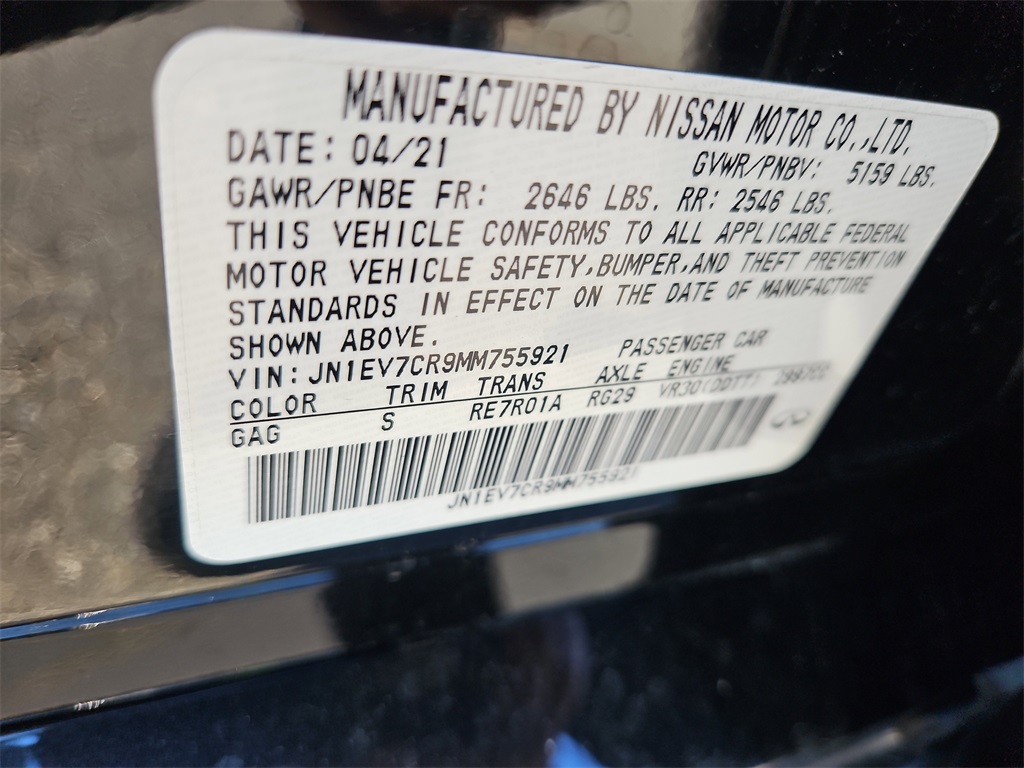 MANUFACTURED BY NISSAN MOTOR CO.,LTD.
DATE: 04/21 GVWR/PNBV: 5159 LBS.
GAWR/PNBE FR: 2646 LBS. RR: 2546 LBS.
THIS VEHICLE CONFORMS TO ALL APPLICABLE FEDERAL
MOTOR VEHICLE SAFETY,BUMPER,AND THEFT PREVENTION
STANDARDS IN EFFECT ON THE DATE OF MANUFACTURE
SHOWN ABOVE.
VIN: JN1EV7CR9MM755921 PASSENGER CAR
COLOR TRIM TRANS AXLE ENGINE
GAG S RE7R01A RG29 VR30(DDTT) 2997CC
JN1EV7CR9MM755921